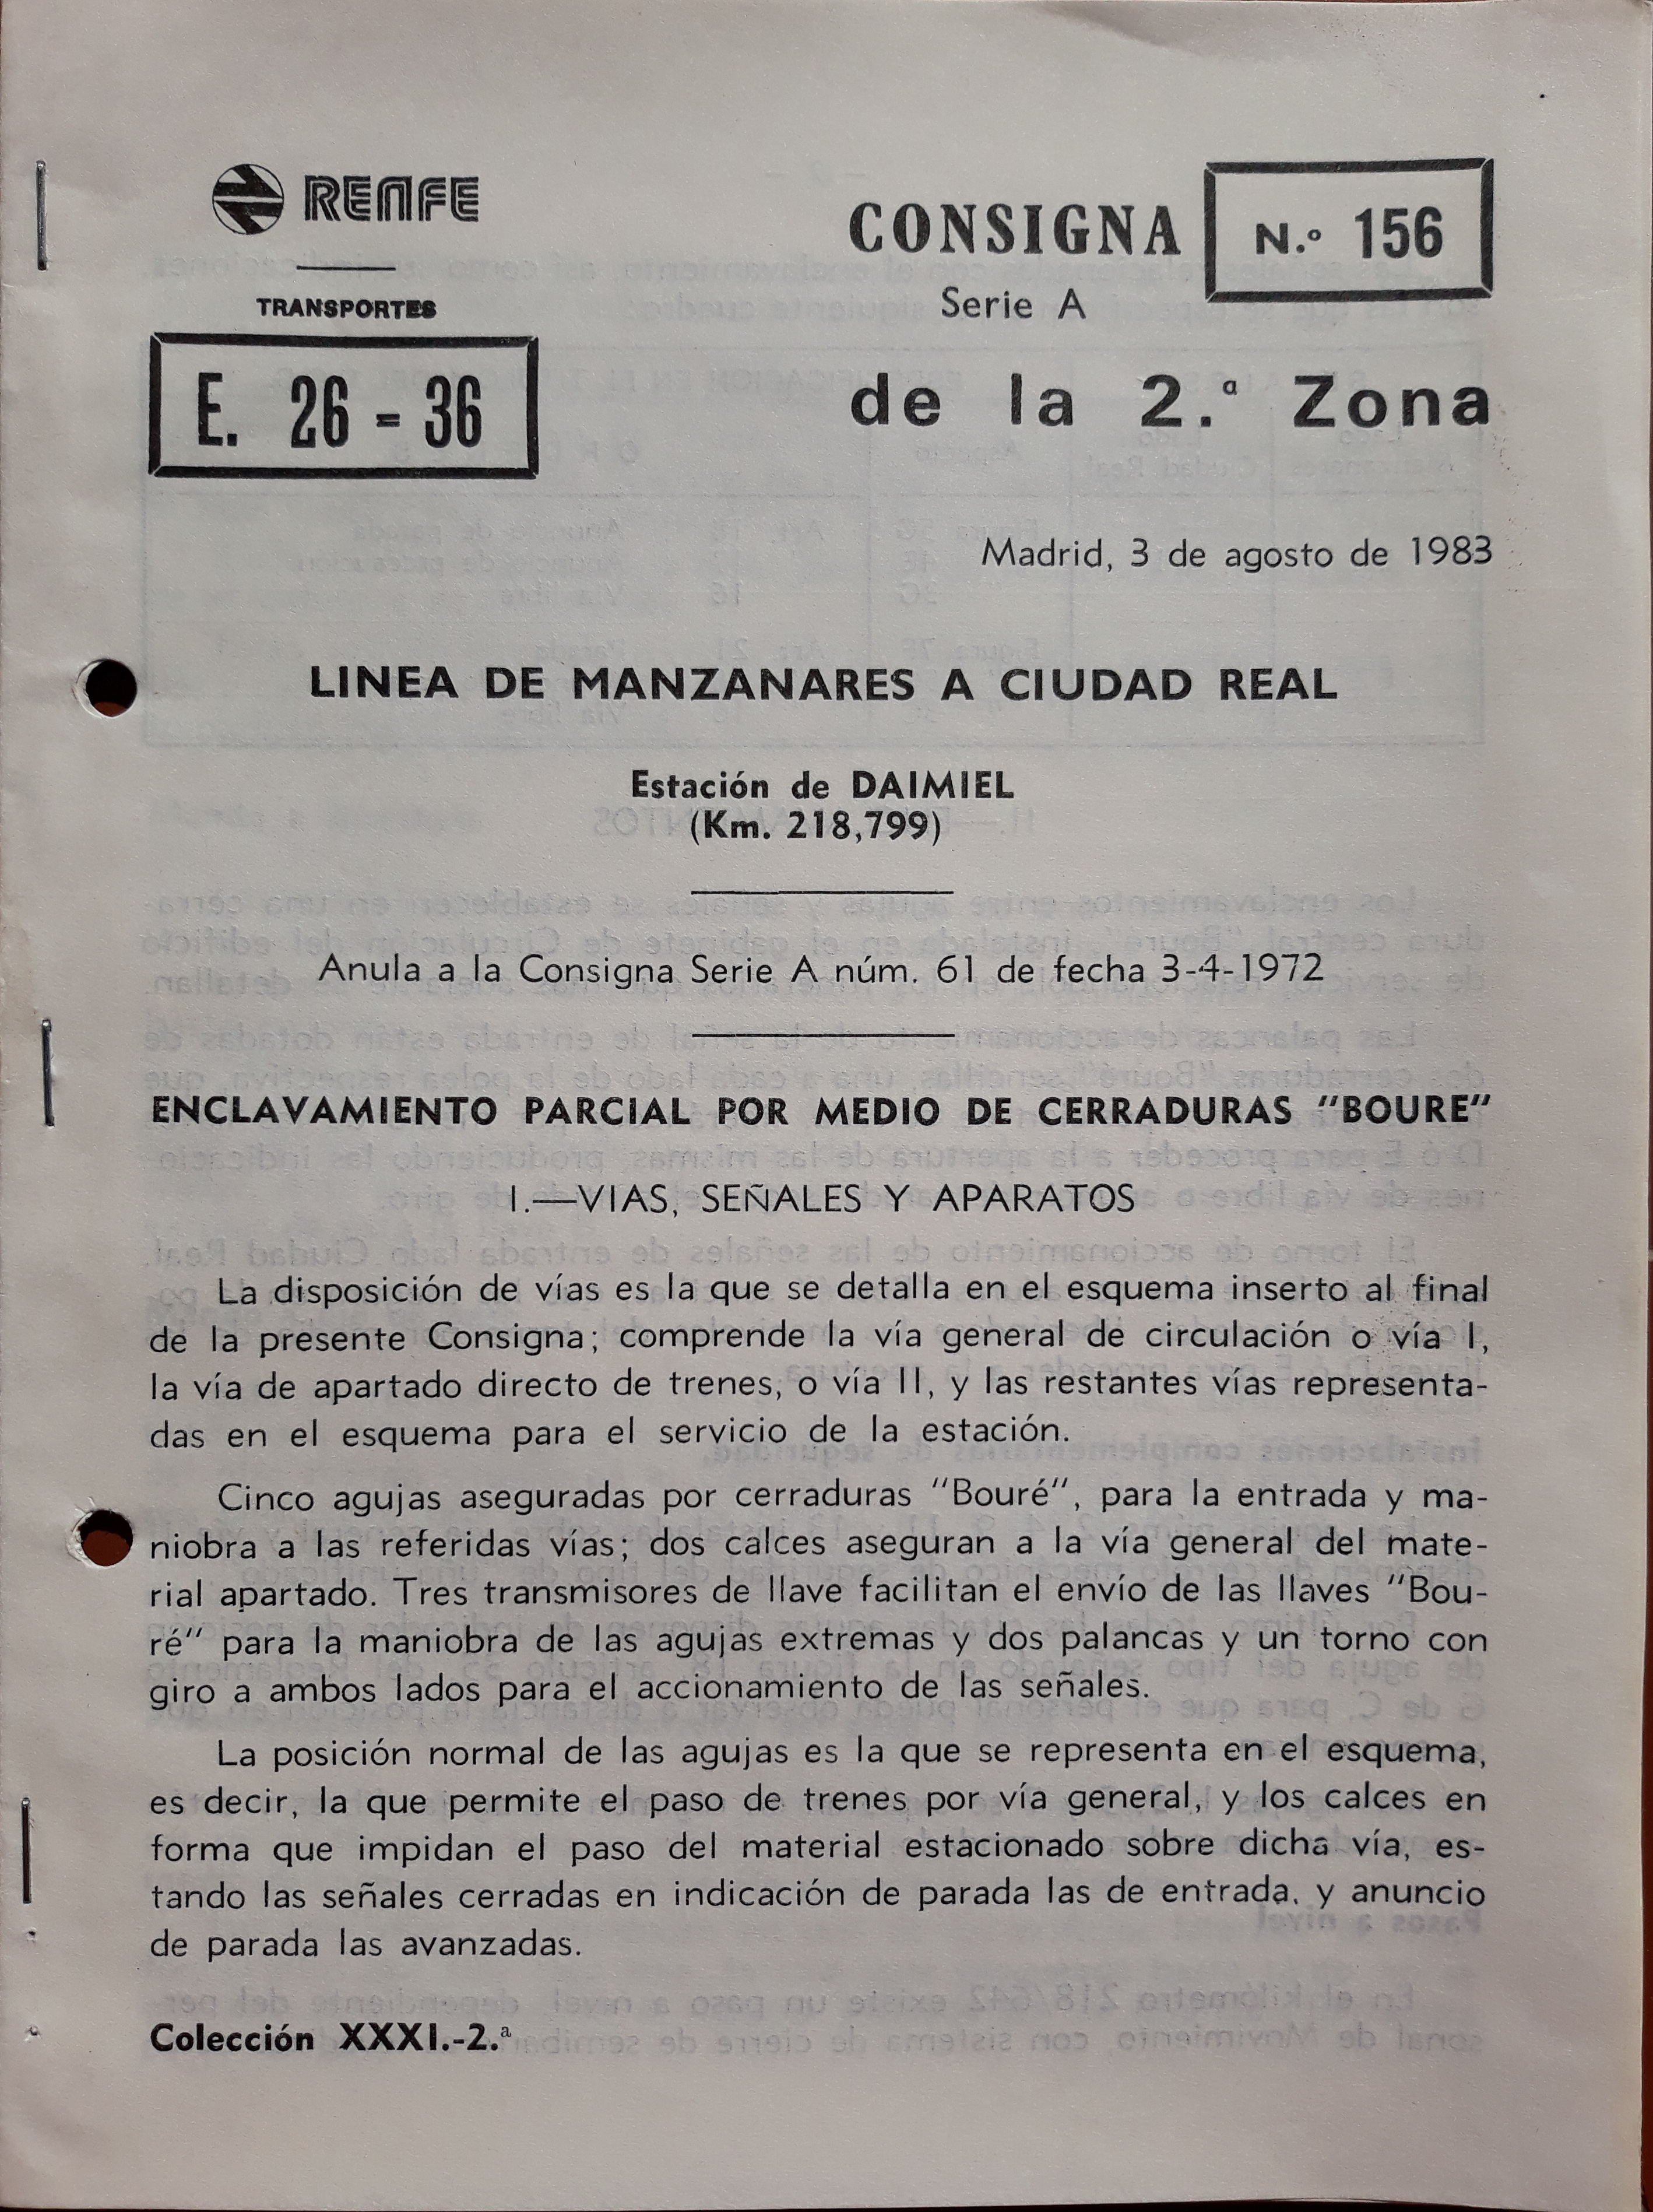 RENFE
TRANSPORTES
E. 26 = 36
CONSIGNA N.º 156
Serie A
de la 2.ª Zona
Madrid, 3 de agosto de 1983
LINEA DE MANZANARES A CIUDAD REAL
Estación de DAIMIEL
(Km. 218,799)
Anula a la Consigna Serie A núm. 61 de fecha 3-4-1972
ENCLAVAMIENTO PARCIAL POR MEDIO DE CERRADURAS "BOURE"
I.—VIAS, SEÑALES Y APARATOS
La disposición de vías es la que se detalla en el esquema inserto al final
de la presente Consigna; comprende la vía general de circulación o vía I,
la vía de apartado directo de trenes, o vía II, y las restantes vías representa-
das en el esquema para el servicio de la estación.
Cinco agujas aseguradas por cerraduras "Bouré", para la entrada y ma-
niobra a las referidas vías; dos calces aseguran a la vía general del mate-
rial apartado. Tres transmisores de llave facilitan el envío de las llaves "Bou-
ré" para la maniobra de las agujas extremas y dos palancas y un torno con
giro a ambos lados para el accionamiento de las señales.
La posición normal de las agujas es la que se representa en el esquema,
es decir, la que permite el paso de trenes por vía general, y los calces en
forma que impidan el paso del material estacionado sobre dicha vía, es-
tando las señales cerradas en indicación de parada las de entrada, y anuncio
de parada las avanzadas.
Colección XXXI.-2.ª